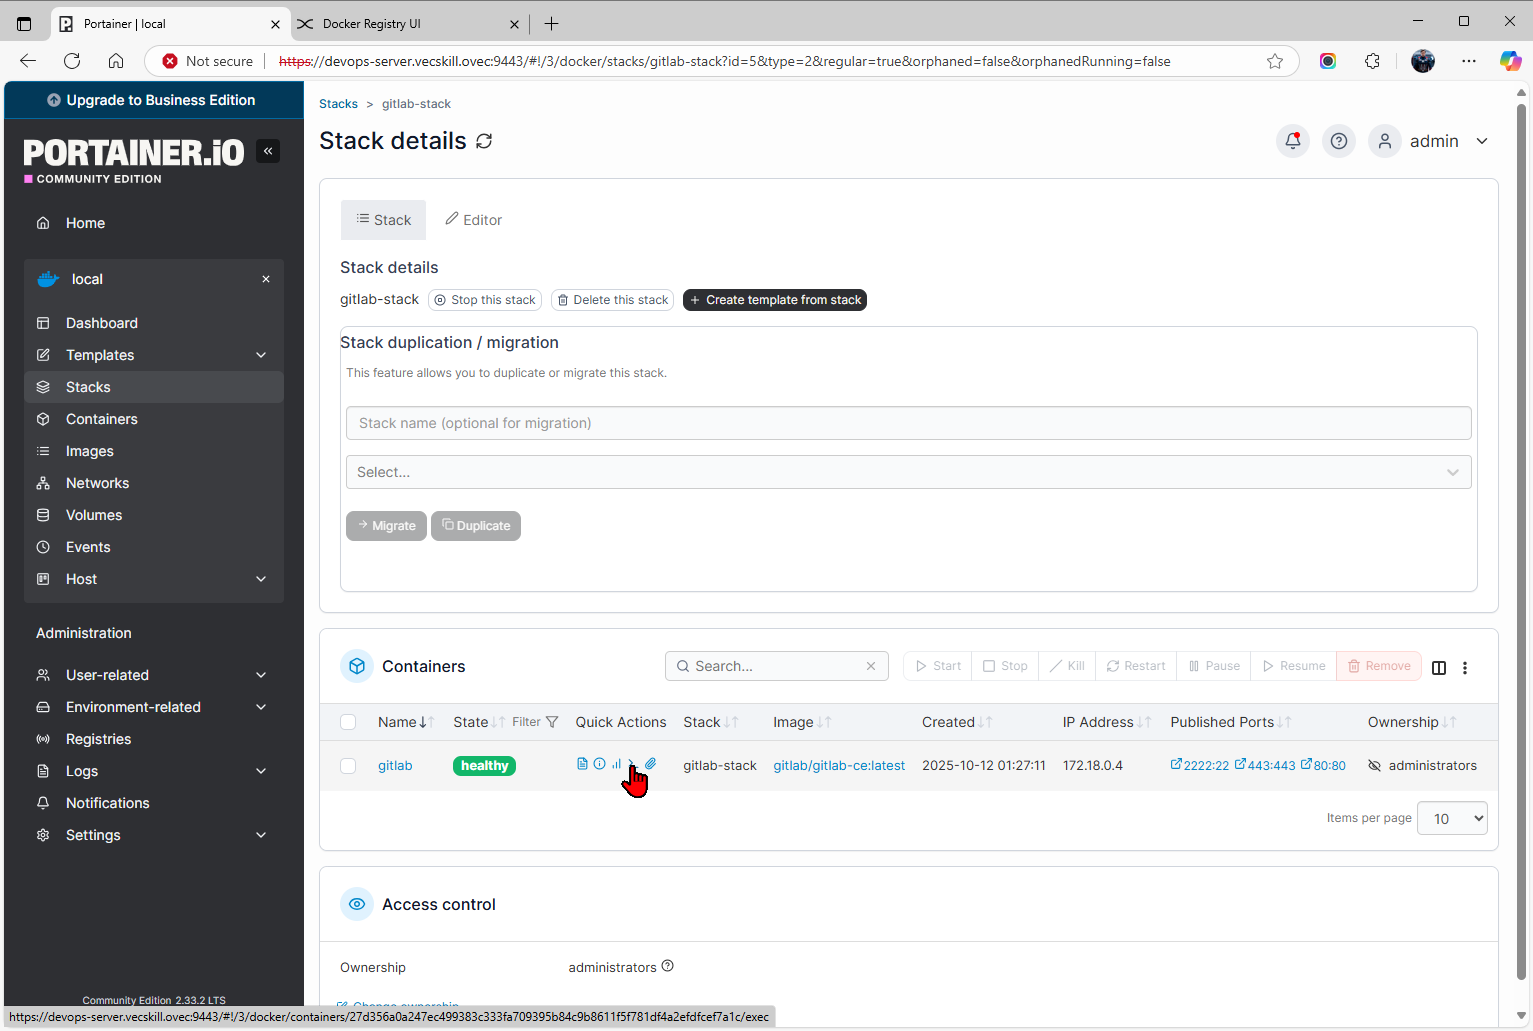 Portainer | local
Docker Registry UI
Not secure
https://devops-server.vecskill.ovec:9443/#!/3/docker/stacks/gitlab-stack?id=5&type=2&regular=true&orphaned=false&orphanedRunning=false
Upgrade to Business Edition
PORTAINER.iO
COMMUNITY EDITION
Home
local
Dashboard
Templates
Stacks
Containers
Images
Networks
Volumes
Events
Host
Administration
User-related
Environment-related
Registries
Logs
Notifications
Settings
Community Edition 2.33.2 LTS
Stacks > gitlab-stack
Stack details
admin
Stack
Editor
Stack details
gitlab-stack Stop this stack Delete this stack + Create template from stack
Stack duplication / migration
This feature allows you to duplicate or migrate this stack.
Stack name (optional for migration)
Select...
Migrate Duplicate
Containers
Search...
Start Stop Kill Restart Pause Resume Remove
Name State Filter Quick Actions Stack Image Created IP Address Published Ports Ownership
gitlab healthy gitlab-stack gitlab/gitlab-ce:latest 2025-10-12 01:27:11 172.18.0.4 2222:22 443:443 80:80 administrators
Items per page 10
Access control
Ownership administrators
Change ownership
https://devops-server.vecskill.ovec:9443/#!/3/docker/containers/27d356a0a247ec499383c333fa709395b84c9b8611f5f781df4a2efdfcef7a1c/exec